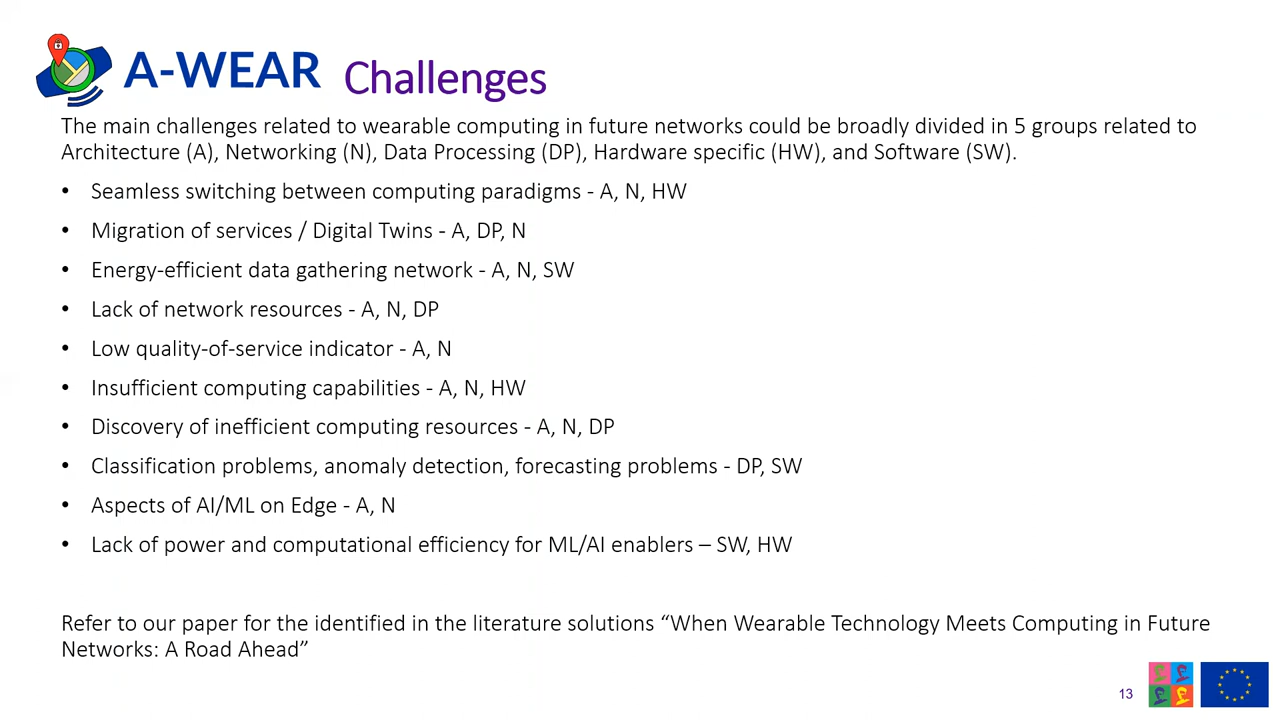 A-WEAR Challenges
The main challenges related to wearable computing in future networks could be broadly divided in 5 groups related to
Architecture (A), Networking (N), Data Processing (DP), Hardware specific (HW), and Software (SW).
• Seamless switching between computing paradigms - A, N, HW
• Migration of services / Digital Twins - A, DP, N
• Energy-efficient data gathering network - A, N, SW
• Lack of network resources - A, N, DP
• Low quality-of-service indicator - A, N
• Insufficient computing capabilities - A, N, HW
• Discovery of inefficient computing resources - A, N, DP
• Classification problems, anomaly detection, forecasting problems - DP, SW
• Aspects of AI/ML on Edge - A, N
• Lack of power and computational efficiency for ML/AI enablers – SW, HW
Refer to our paper for the identified in the literature solutions “When Wearable Technology Meets Computing in Future
Networks: A Road Ahead”
13